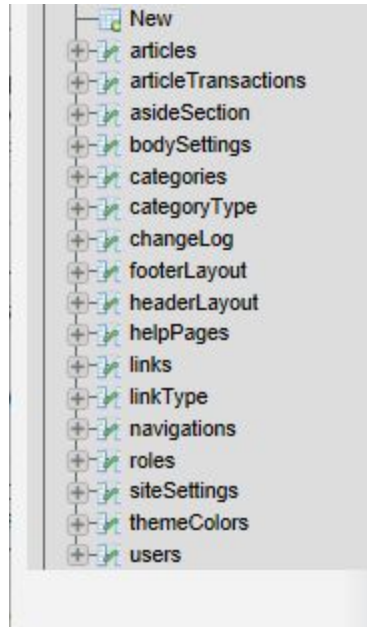 New
articles
articleTransactions
asideSection
bodySettings
categories
categoryType
changeLog
footerLayout
headerLayout
helpPages
links
linkType
navigations
roles
siteSettings
themeColors
users